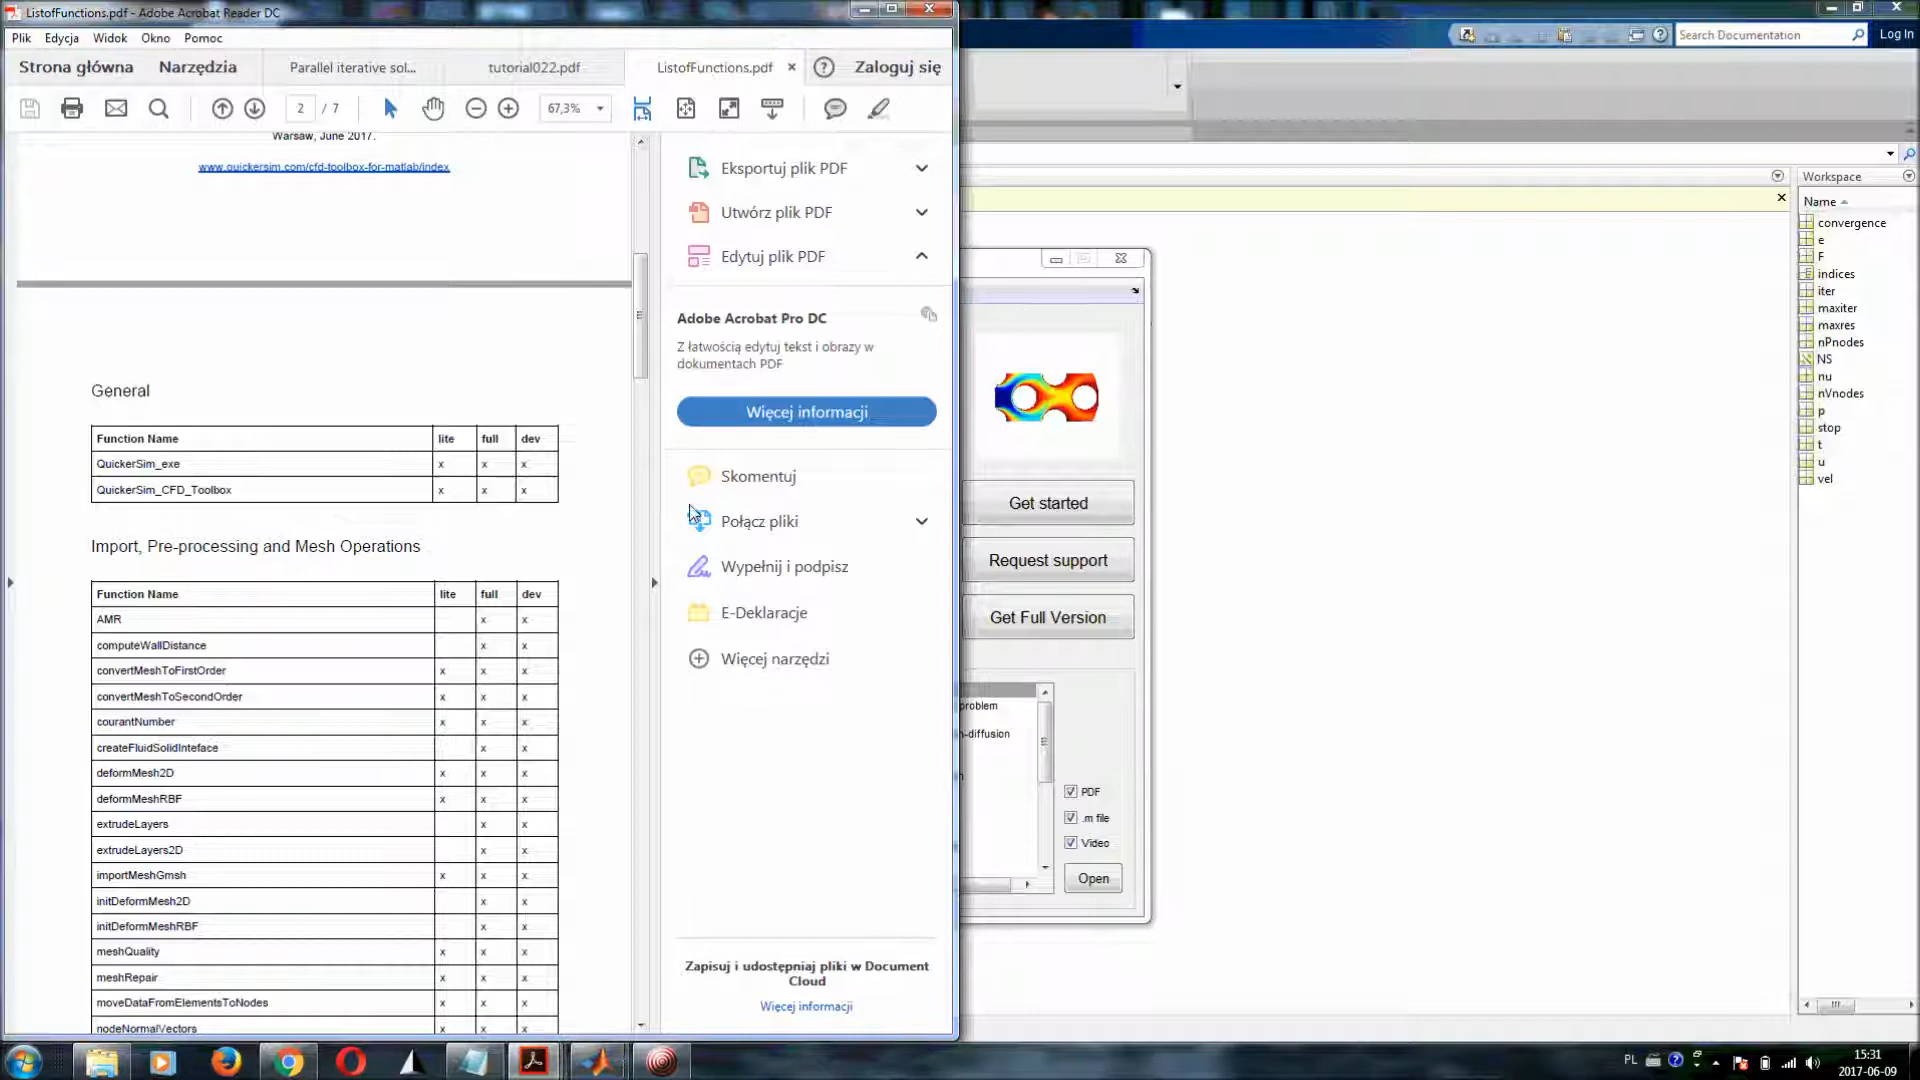 ListofFunctions.pdf - Adobe Acrobat Reader DC
Plik Edycja Widok Okno Pomoc
Strona główna Narzędzia Parallel iterative sol... tutorial022.pdf ListofFunctions.pdf Zaloguj się
2 / 7 67,3%
Warsaw, June 2017.
www.quickersim.com/cfd-toolbox-for-matlab/index
General
Function Name lite full dev
QuickerSim_exe x x x
QuickerSim_CFD_Toolbox x x x
Import, Pre-processing and Mesh Operations
Function Name lite full dev
AMR x x
computeWallDistance x x
convertMeshToFirstOrder x x x
convertMeshToSecondOrder x x x
courantNumber x x x
createFluidSolidInteface x x
deformMesh2D x x x
deformMeshRBF x x x
extrudeLayers x x
extrudeLayers2D x x
importMeshGmsh x x x
initDeformMesh2D x x
initDeformMeshRBF x x
meshQuality x x x
meshRepair x x x
moveDataFromElementsToNodes x x x
nodeNormalVectors x x x
Eksportuj plik PDF
Utwórz plik PDF
Edytuj plik PDF
Adobe Acrobat Pro DC
Z łatwością edytuj tekst i obrazy w
dokumentach PDF
Więcej informacji
Skomentuj
Połącz pliki
Wypełnij i podpisz
E-Deklaracje
Więcej narzędzi
Zapisuj i udostępniaj pliki w Document
Cloud
Więcej informacji
Search Documentation Log In
Get started
Request support
Get Full Version
problem
n-diffusion
PDF
.m file
Video
Open
Workspace
Name
convergence
e
F
indices
iter
maxiter
maxres
nPnodes
NS
nu
nVnodes
p
stop
t
u
vel
PL
15:31
2017-06-09